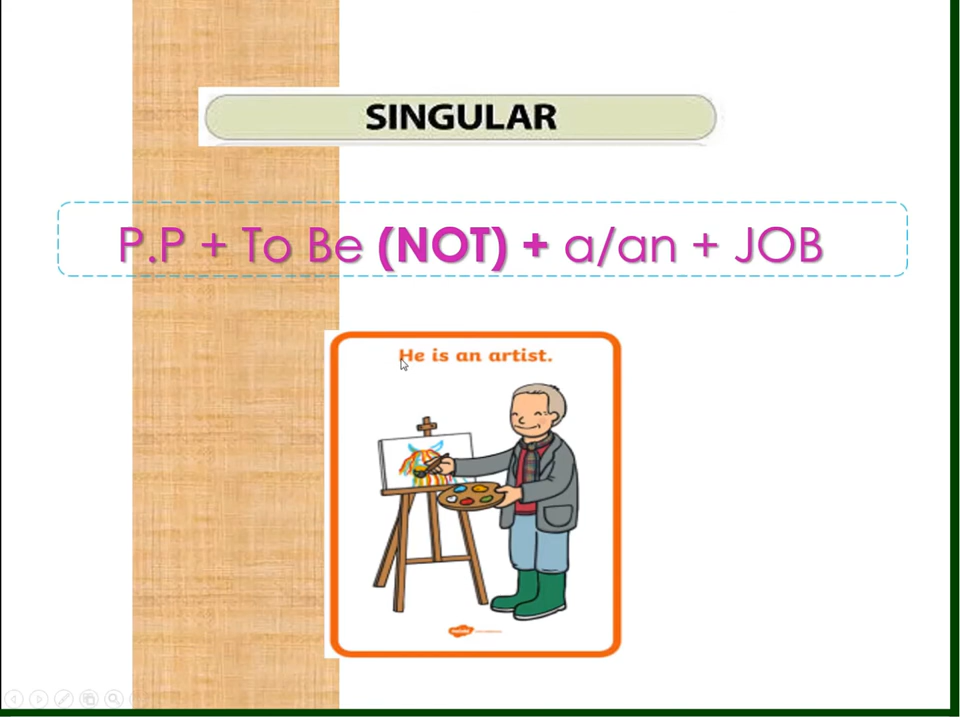 SINGULAR
P.P + To Be (NOT) + a/an + JOB
He is an artist.